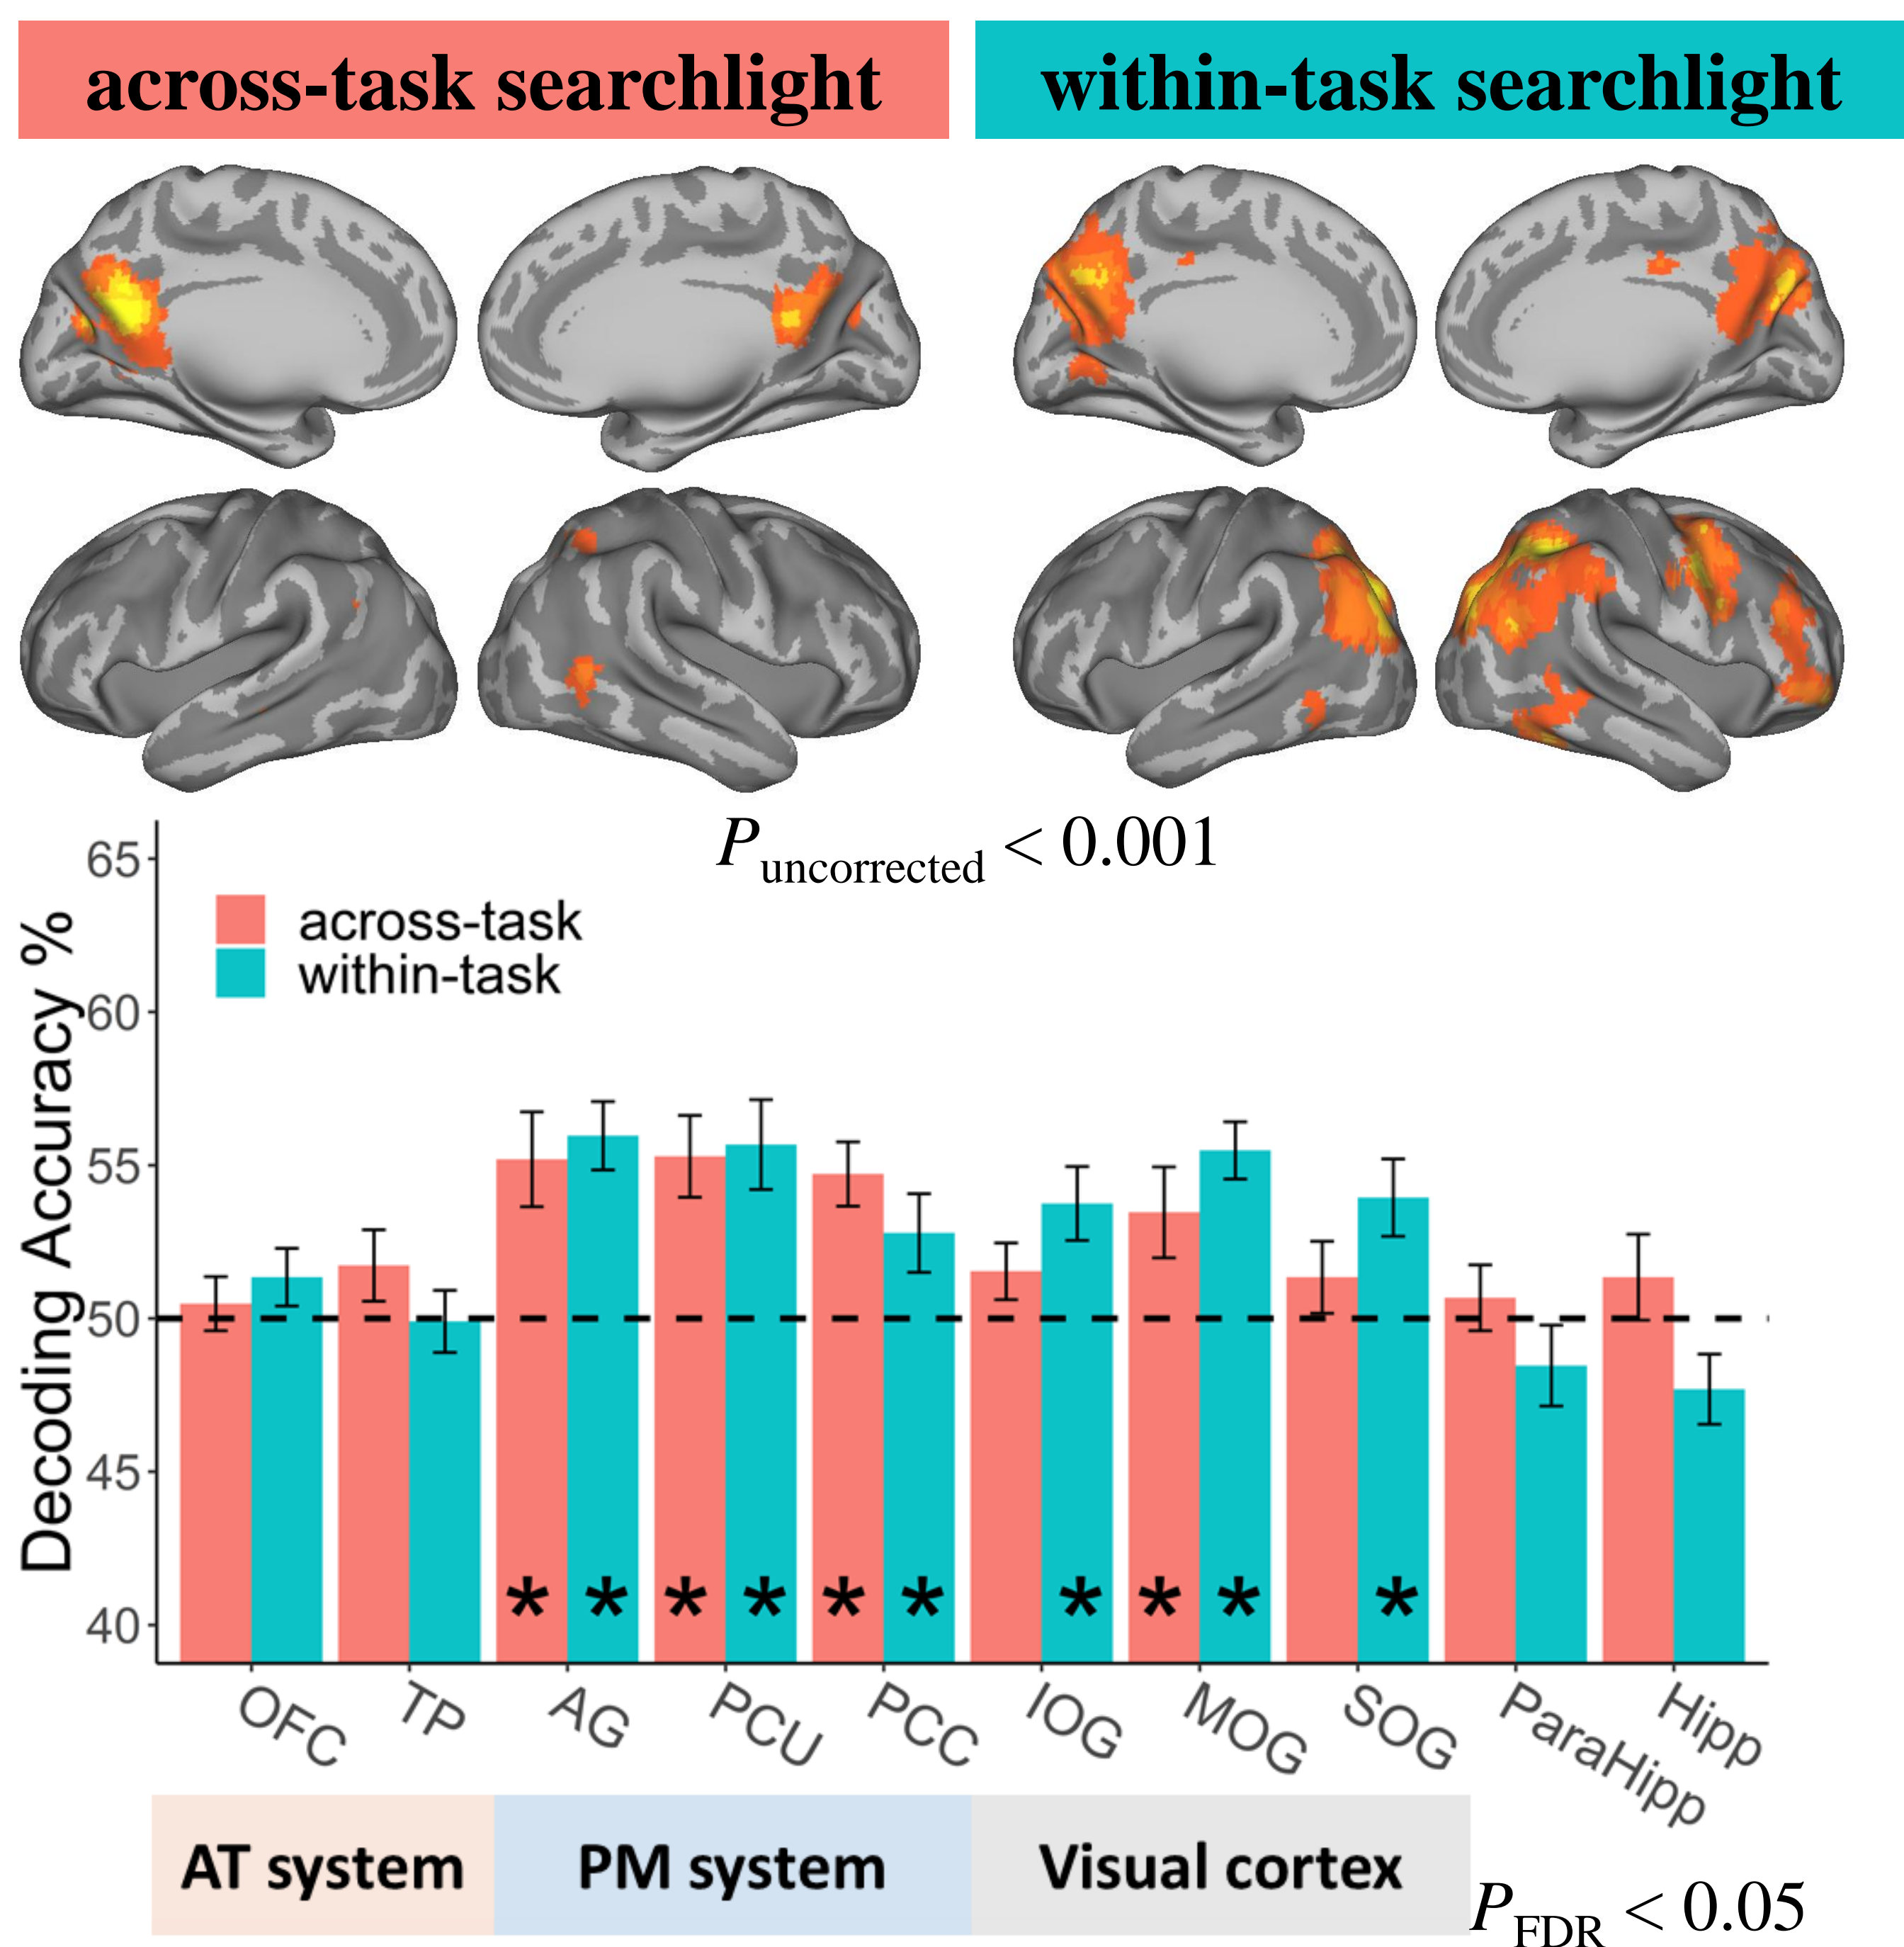 across-task searchlight
within-task searchlight
P uncorrected < 0.001
Decoding Accuracy %
65
60
55
50
45
40
across-task
within-task
* * * * * * * * * *
OFC
TP
AG
PCU
PCC
IOG
MOG
SOG
ParaHipp
Hipp
AT system
PM system
Visual cortex
P FDR < 0.05